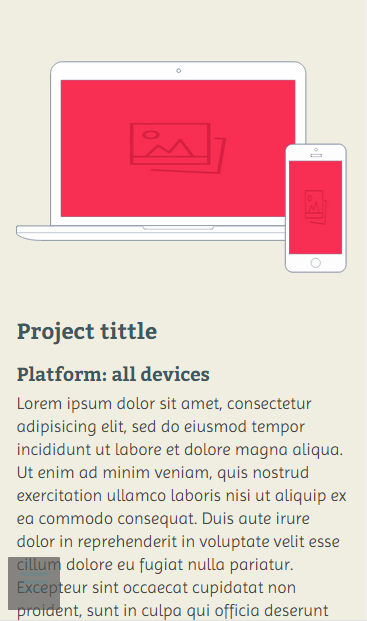 Project tittle
Platform: all devices
Lorem ipsum dolor sit amet, consectetur
adipisicing elit, sed do eiusmod tempor
incididunt ut labore et dolore magna aliqua.
Ut enim ad minim veniam, quis nostrud
exercitation ullamco laboris nisi ut aliquip ex
ea commodo consequat. Duis aute irure
dolor in reprehenderit in voluptate velit esse
cillum dolore eu fugiat nulla pariatur.
Excepteur sint occaecat cupidatat non
proident, sunt in culpa qui officia deserunt